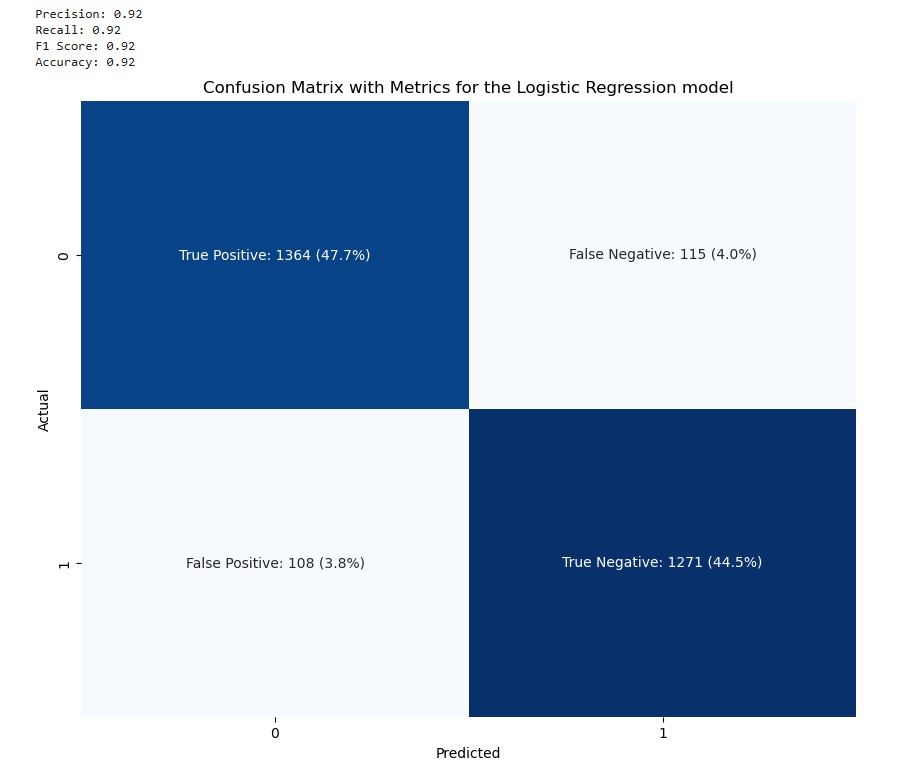 Precision: 0.92
Recall: 0.92
F1 Score: 0.92
Accuracy: 0.92
Confusion Matrix with Metrics for the Logistic Regression model
True Positive: 1364 (47.7%)
False Negative: 115 (4.0%)
0
Actual
False Positive: 108 (3.8%)
True Negative: 1271 (44.5%)
1
0
1
Predicted